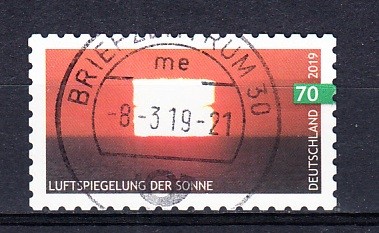 BRIEFZENTRUM 30
me
-8-3.19-21
70
DEUTSCHLAND 2019
LUFTSPIEGELUNG DER SONNE